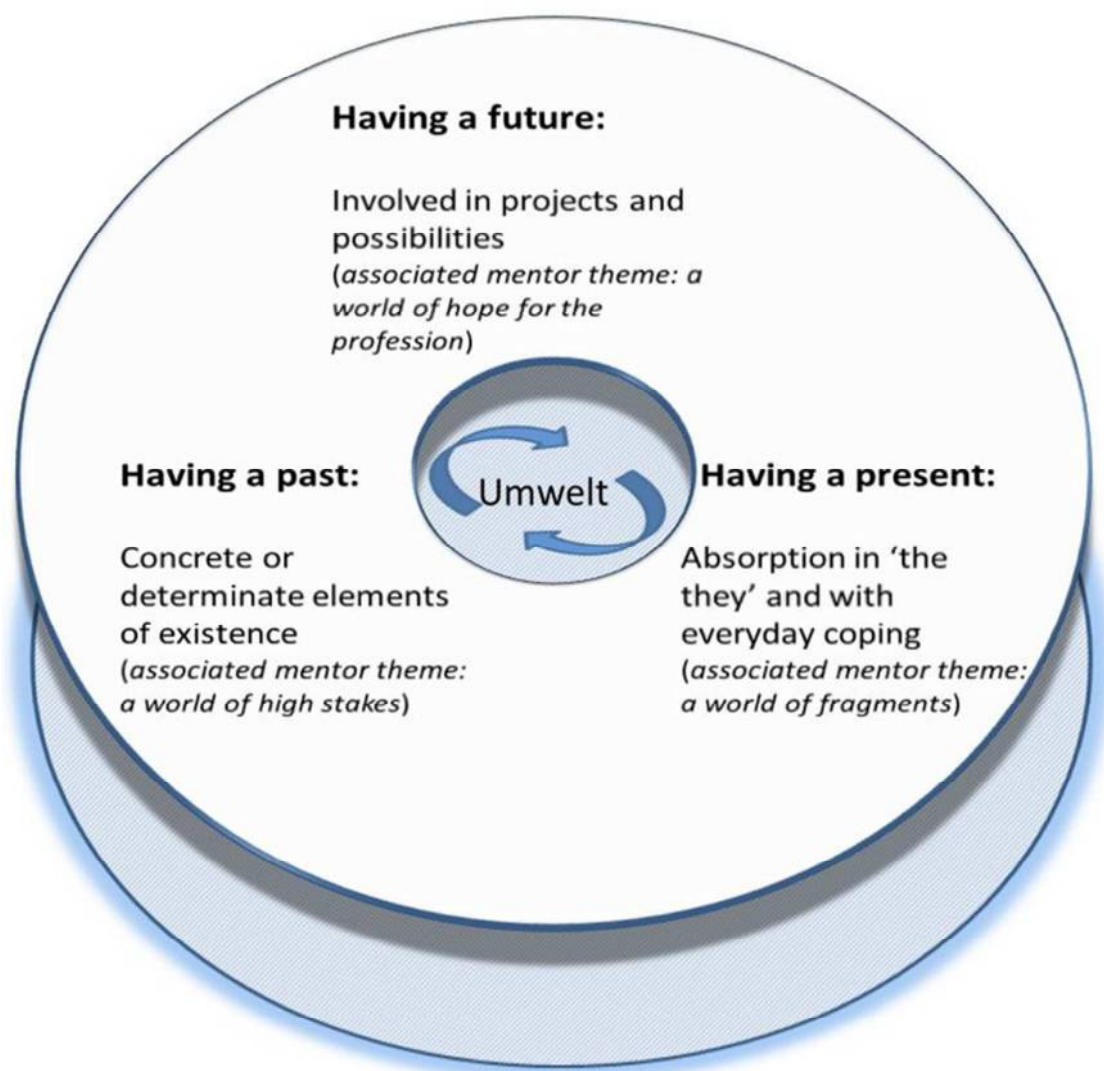 Having a future:
Involved in projects and
possibilities
(associated mentor theme: a
world of hope for the
profession)
Having a past:
Concrete or
determinate elements
of existence
(associated mentor theme:
a world of high stakes)
Umwelt
Having a present:
Absorption in ‘the
they’ and with
everyday coping
(associated mentor theme:
a world of fragments)